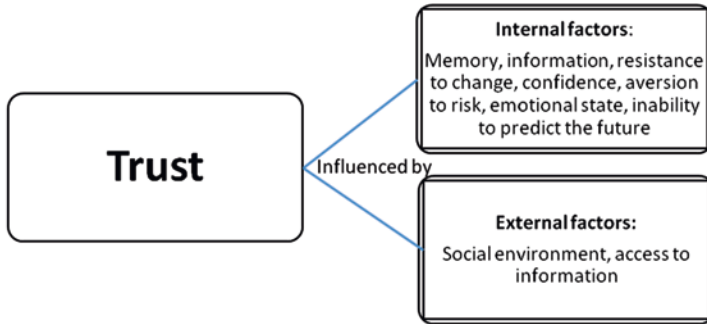 Trust
Influenced by
Internal factors:
Memory, information, resistance
to change, confidence, aversion
to risk, emotional state, inability
to predict the future
External factors:
Social environment, access to
information